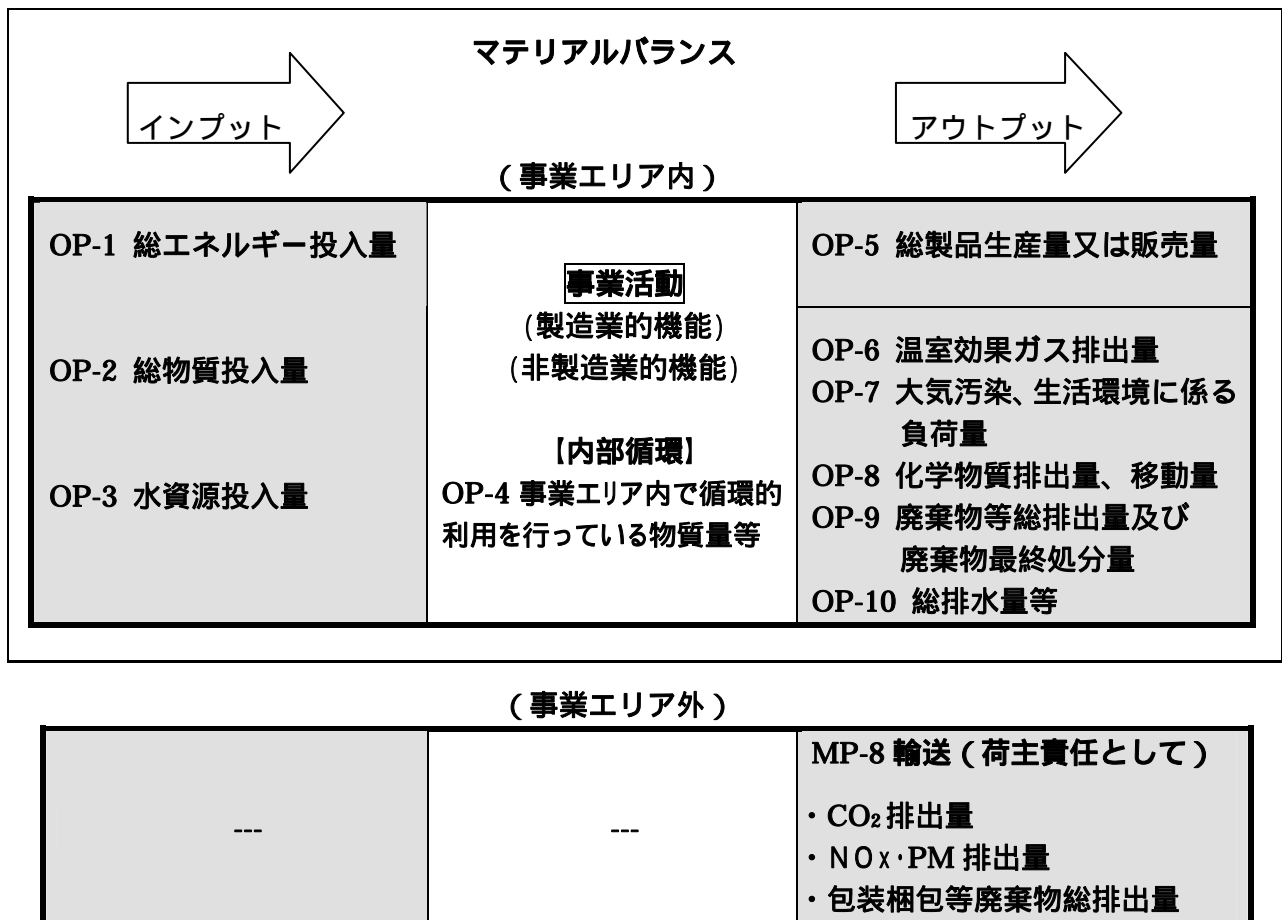 マテリアルバランス
インプット
アウトプット
（事業エリア内）
OP-1 総エネルギー投入量
OP-2 総物質投入量
OP-3 水資源投入量
事業活動
(製造業的機能)
(非製造業的機能)
【内部循環】
OP-4 事業エリア内で循環的
利用を行っている物質量等
OP-5 総製品生産量又は販売量
OP-6 温室効果ガス排出量
OP-7 大気汚染、生活環境に係る
負荷量
OP-8 化学物質排出量、移動量
OP-9 廃棄物等総排出量及び
廃棄物最終処分量
OP-10 総排水量等
（事業エリア外）
---
---
MP-8 輸送（荷主責任として）
・CO₂排出量
・ＮＯx・PM 排出量
・包装梱包等廃棄物総排出量